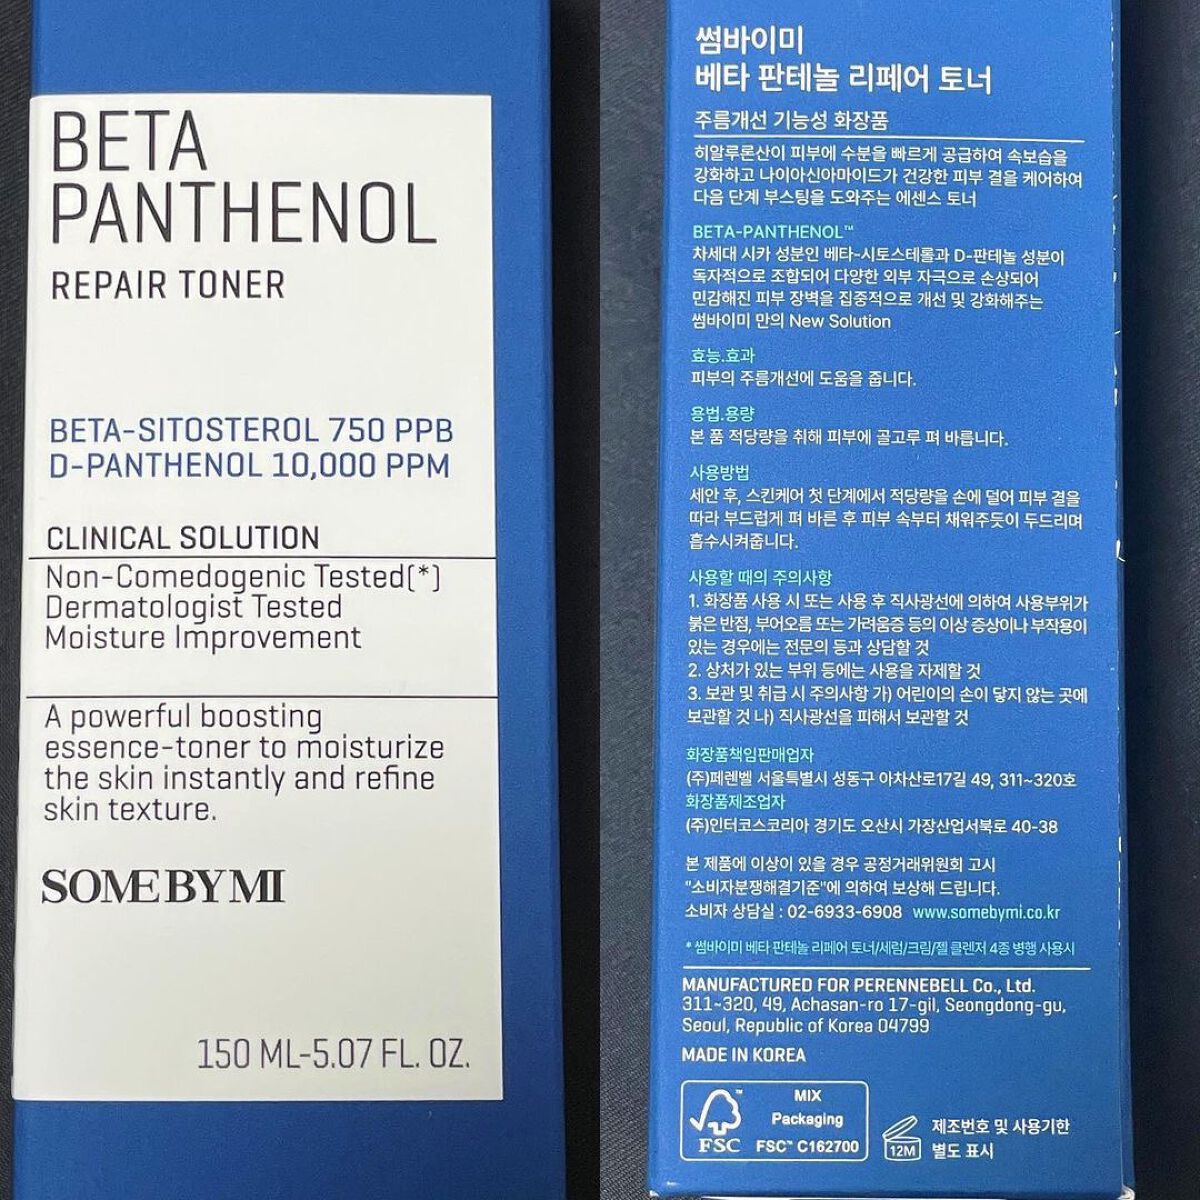 BETA
PANTHENOL
REPAIR TONER
BETA-SITOSTEROL 750 PPB
D-PANTHENOL 10,000 PPM
CLINICAL SOLUTION
Non-Comedogenic Tested(*)
Dermatologist Tested
Moisture Improvement
A powerful boosting
essence-toner to moisturize
the skin instantly and refine
skin texture.
SOME BY MI
150 ML-5.07 FL. OZ.
썸바이미
베타 판테놀 리페어 토너
주름개선 기능성 화장품
히알루론산이 피부에 수분을 빠르게 공급하여 속보습을
강화하고 나이아신아마이드가 건강한 피부 결을 케어하여
다음 단계 부스팅을 도와주는 에센스 토너
BETA-PANTHENOL™
차세대 시카 성분인 베타-시토스테롤과 D-판테놀 성분이
독자적으로 조합되어 다양한 외부 자극으로 손상되어
민감해진 피부 장벽을 집중적으로 개선 및 강화해주는
썸바이미 만의 New Solution
효능.효과
피부의 주름개선에 도움을 줍니다.
용법.용량
본 품 적당량을 취해 피부에 골고루 펴 바릅니다.
사용방법
세안 후, 스킨케어 첫 단계에서 적당량을 손에 덜어 피부 결을
따라 부드럽게 펴 바른 후 피부 속부터 채워주듯이 두드리며
흡수시켜줍니다.
사용할 때의 주의사항
1. 화장품 사용 시 또는 사용 후 직사광선에 의하여 사용부위가
붉은 반점, 부어오름 또는 가려움증 등의 이상 증상이나 부작용이
있는 경우에는 전문의 등과 상담할 것
2. 상처가 있는 부위 등에는 사용을 자제할 것
3. 보관 및 취급 시 주의사항 가) 어린이의 손이 닿지 않는 곳에
보관할 것 나) 직사광선을 피해서 보관할 것
화장품책임판매업자
(주)페렌벨 서울특별시 성동구 아차산로17길 49, 311~320호
화장품제조업자
(주)인터코스코리아 경기도 오산시 가장산업서북로 40-38
본 제품에 이상이 있을 경우 공정거래위원회 고시
"소비자분쟁해결기준"에 의하여 보상해 드립니다.
소비자 상담실 : 02-6933-6908 www.somebymi.co.kr
* 썸바이미 베타 판테놀 리페어 토너/세럼/크림/젤 클렌저 4종 병행 사용시
MANUFACTURED FOR PERENNEBELL Co., Ltd.
311~320, 49, Achasan-ro 17-gil, Seongdong-gu,
Seoul, Republic of Korea 04799
MADE IN KOREA
FSC™
MIX
Packaging
FSC™ C162700
12M
제조번호 및 사용기한
별도 표시